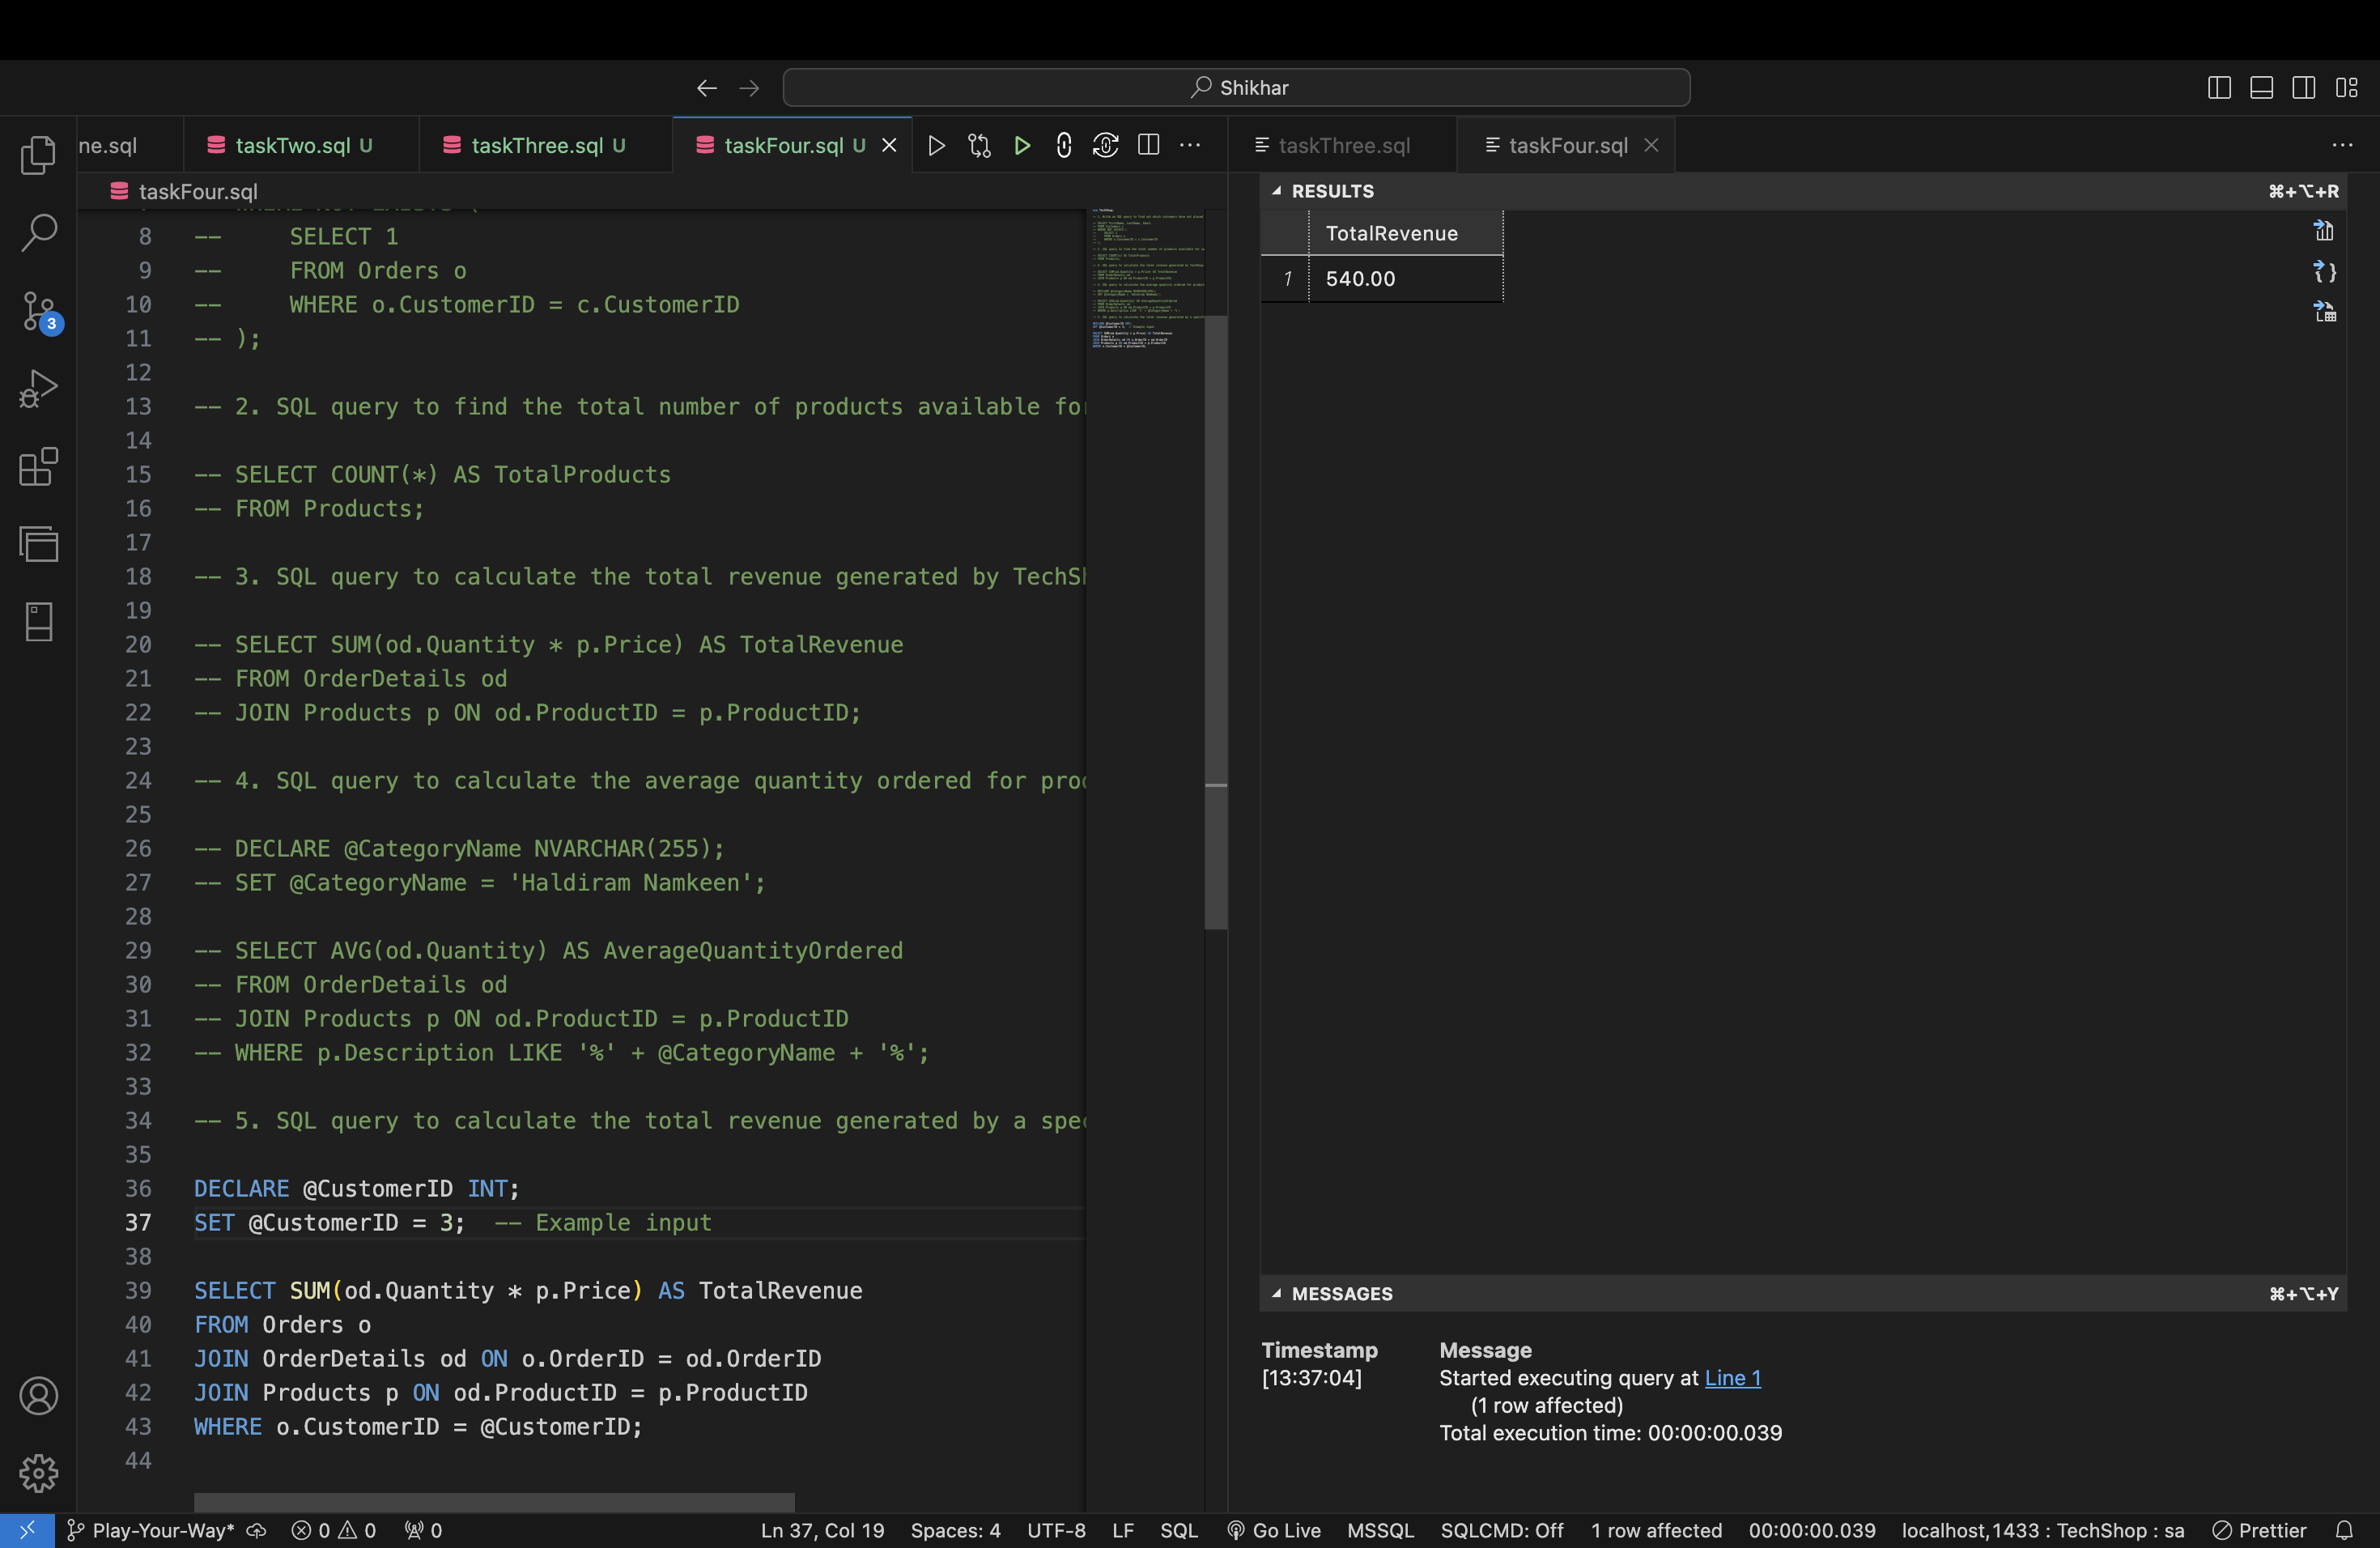 Shikhar
ne.sql
taskTwo.sql U
taskThree.sql U
taskFour.sql U
taskThree.sql
taskFour.sql
taskFour.sql
8 -- SELECT 1
9 -- FROM Orders o
10 -- WHERE o.CustomerID = c.CustomerID
11 -- );
12
13 -- 2. SQL query to find the total number of products available for
14
15 -- SELECT COUNT(*) AS TotalProducts
16 -- FROM Products;
17
18 -- 3. SQL query to calculate the total revenue generated by TechSh
19
20 -- SELECT SUM(od.Quantity * p.Price) AS TotalRevenue
21 -- FROM OrderDetails od
22 -- JOIN Products p ON od.ProductID = p.ProductID;
23
24 -- 4. SQL query to calculate the average quantity ordered for prod
25
26 -- DECLARE @CategoryName NVARCHAR(255);
27 -- SET @CategoryName = 'Haldiram Namkeen';
28
29 -- SELECT AVG(od.Quantity) AS AverageQuantityOrdered
30 -- FROM OrderDetails od
31 -- JOIN Products p ON od.ProductID = p.ProductID
32 -- WHERE p.Description LIKE '%' + @CategoryName + '%';
33
34 -- 5. SQL query to calculate the total revenue generated by a spec
35
36 DECLARE @CustomerID INT;
37 SET @CustomerID = 3;  -- Example input
38
39 SELECT SUM(od.Quantity * p.Price) AS TotalRevenue
40 FROM Orders o
41 JOIN OrderDetails od ON o.OrderID = od.OrderID
42 JOIN Products p ON od.ProductID = p.ProductID
43 WHERE o.CustomerID = @CustomerID;
44
3
RESULTS ⌘+⌥+R
TotalRevenue
1 540.00
MESSAGES ⌘+⌥+Y
Timestamp Message
[13:37:04] Started executing query at Line 1
(1 row affected)
Total execution time: 00:00:00.039
Play-Your-Way* 0 0 0 Ln 37, Col 19 Spaces: 4 UTF-8 LF SQL Go Live MSSQL SQLCMD: Off 1 row affected 00:00:00.039 localhost,1433 : TechShop : sa Prettier